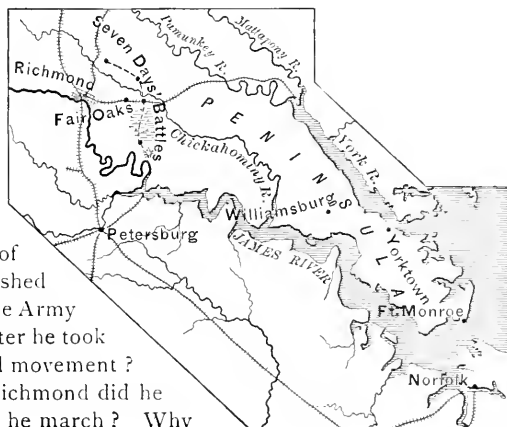 Seven Days' Battles
Pamunkey R.
Mattapony R.
Richmond
Fair Oaks
PENINSULA
Chickahoming R.
York R.
Williamsburg
Yorktown
Petersburg
JAMES RIVER
Ft. Monroe
Norfolk
of
shed
e Army
ter he took
l movement ?
ichmond did he
he march ? Why